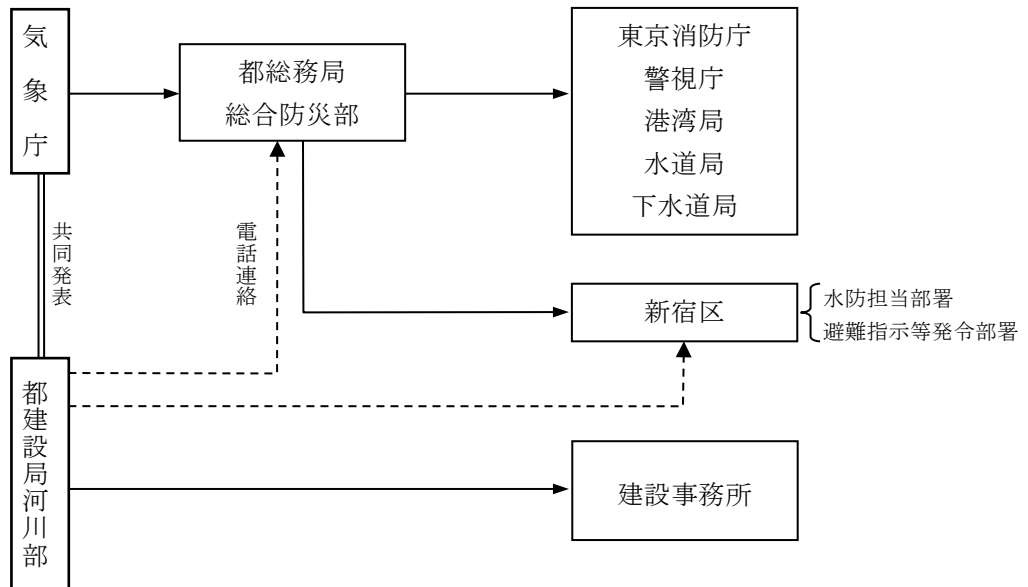 気象庁
都総務局
総合防災部
東京消防庁
警視庁
港湾局
水道局
下水道局
共同発表
電話連絡
新宿区
水防担当部署
避難指示等発令部署
都建設局河川部
建設事務所